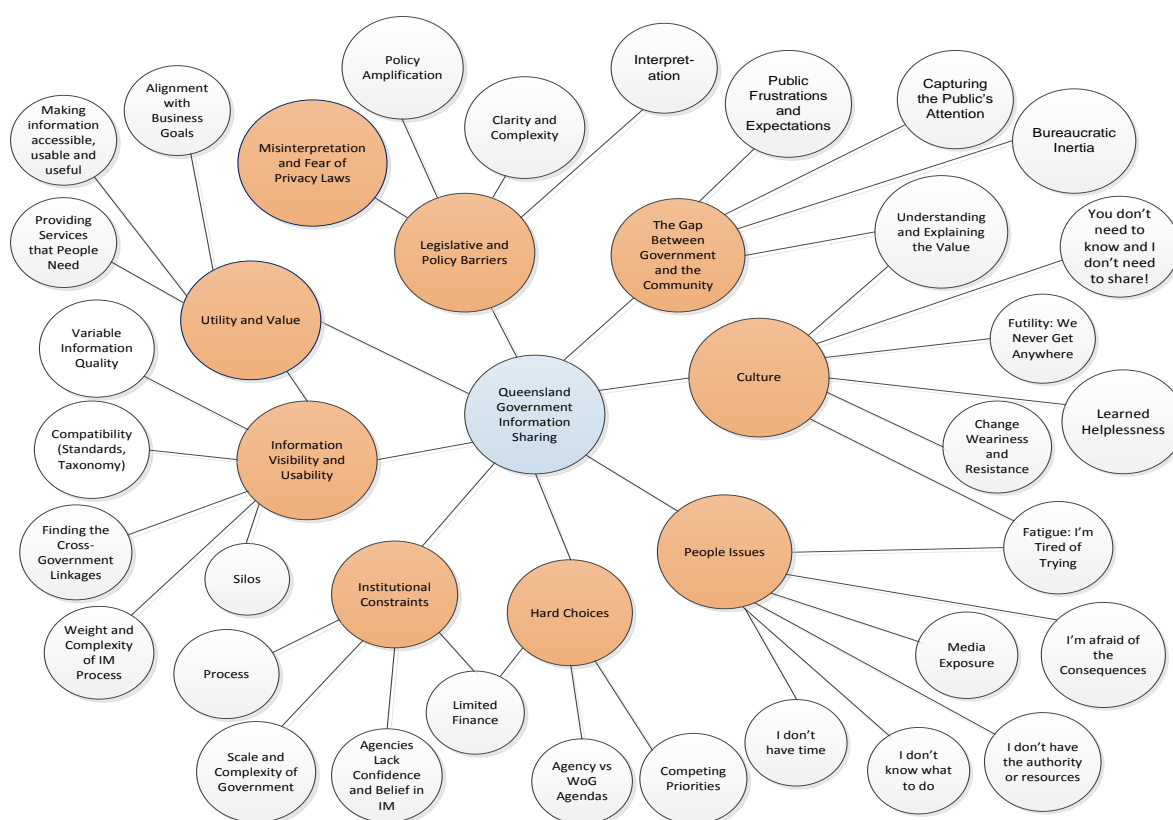 Policy
Amplification
Interpret-
ation
Alignment
with
Business
Goals
Making
information
accessible,
usable and
useful
Misinterpretation
and Fear of
Privacy Laws
Clarity and
Complexity
Public
Frustrations
and
Expectations
Capturing
the Public's
Attention
Bureaucratic
Inertia
Providing
Services
that People
Need
Legislative and
Policy Barriers
The Gap
Between
Government
and the
Community
Understanding
and Explaining
the Value
You don't
need to
know and I
don't need
to share!
Utility and Value
Variable
Information
Quality
Futility: We
Never Get
Anywhere
Culture
Queensland
Government
Information
Sharing
Compatibility
(Standards,
Taxonomy)
Information
Visibility and
Usability
Change
Weariness
and
Resistance
Learned
Helplessness
Finding the
Cross-
Government
Linkages
Silos
Institutional
Constraints
Hard Choices
People Issues
Fatigue: I'm
Tired of
Trying
Weight and
Complexity
of IM
Process
Process
Limited
Finance
Media
Exposure
I'm afraid of
the
Consequences
Scale and
Complexity of
Government
Agencies
Lack
Confidence
and Belief in
IM
Agency vs
WoG
Agendas
Competing
Priorities
I don't
have time
I don't
know what
to do
I don't have
the authority
or resources